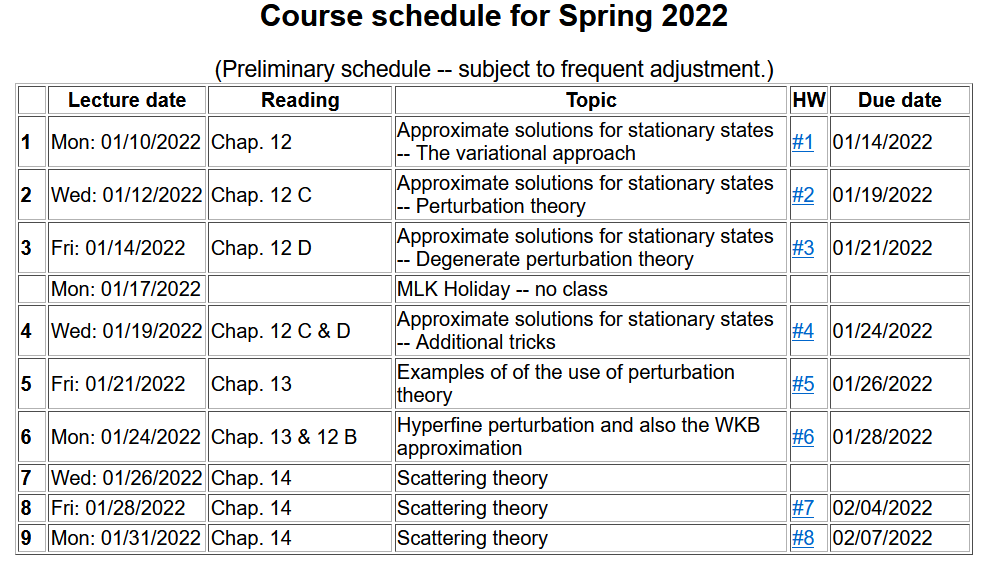 Course schedule for Spring 2022
(Preliminary schedule -- subject to frequent adjustment.)
Lecture date Reading Topic HW Due date
1 Mon: 01/10/2022 Chap. 12 Approximate solutions for stationary states
-- The variational approach #1 01/14/2022
2 Wed: 01/12/2022 Chap. 12 C Approximate solutions for stationary states
-- Perturbation theory #2 01/19/2022
3 Fri: 01/14/2022 Chap. 12 D Approximate solutions for stationary states
-- Degenerate perturbation theory #3 01/21/2022
Mon: 01/17/2022 MLK Holiday -- no class
4 Wed: 01/19/2022 Chap. 12 C & D Approximate solutions for stationary states
-- Additional tricks #4 01/24/2022
5 Fri: 01/21/2022 Chap. 13 Examples of of the use of perturbation
theory #5 01/26/2022
6 Mon: 01/24/2022 Chap. 13 & 12 B Hyperfine perturbation and also the WKB
approximation #6 01/28/2022
7 Wed: 01/26/2022 Chap. 14 Scattering theory
8 Fri: 01/28/2022 Chap. 14 Scattering theory #7 02/04/2022
9 Mon: 01/31/2022 Chap. 14 Scattering theory #8 02/07/2022